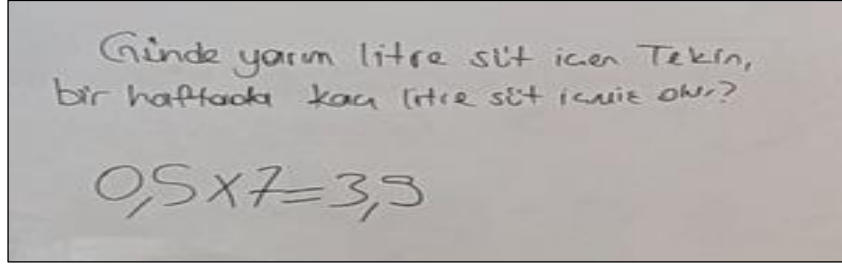 Günde yarım litre süt içen Tekin,
bir haftada kaç litre süt içmiş olur?
0,5x7=3,5